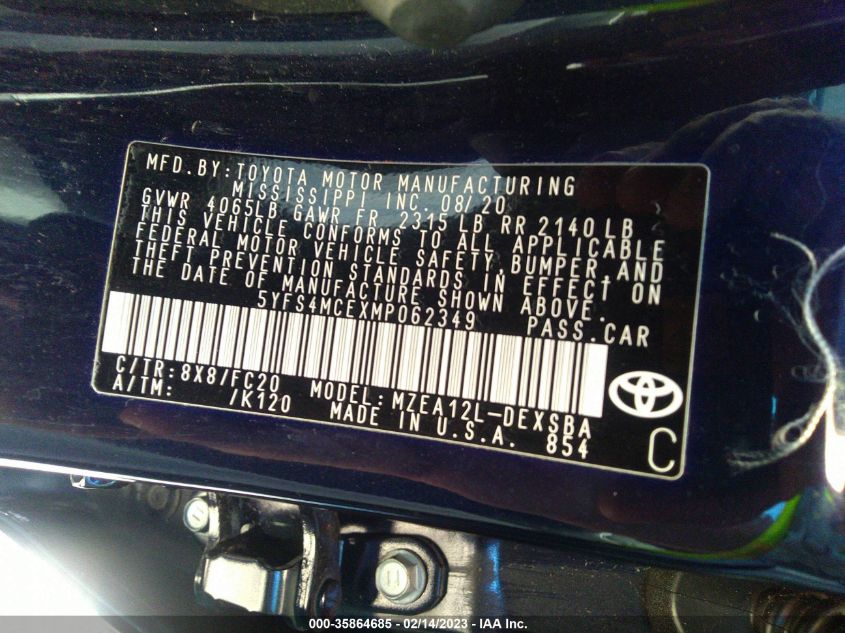 MFD.BY:TOYOTA MOTOR MANUFACTURING
MISSISSIPPI INC. 08/20
GVWR 4065LB GAWR FR 2315 LB RR 2140 LB
THIS VEHICLE CONFORMS TO ALL APPLICABLE
FEDERAL MOTOR VEHICLE SAFETY,BUMPER,AND
THEFT PREVENTION STANDARDS IN EFFECT ON
THE DATE OF MANUFACTURE SHOWN ABOVE.
5YFS4MCEXMP062349 PASS.CAR
C/TR:8X8/FC20 MODEL:MZEA12L-DEXSBA
A/TM: /K120 MADE IN U.S.A. 854
C
000-35864685 - 02/14/2023 - IAA Inc.